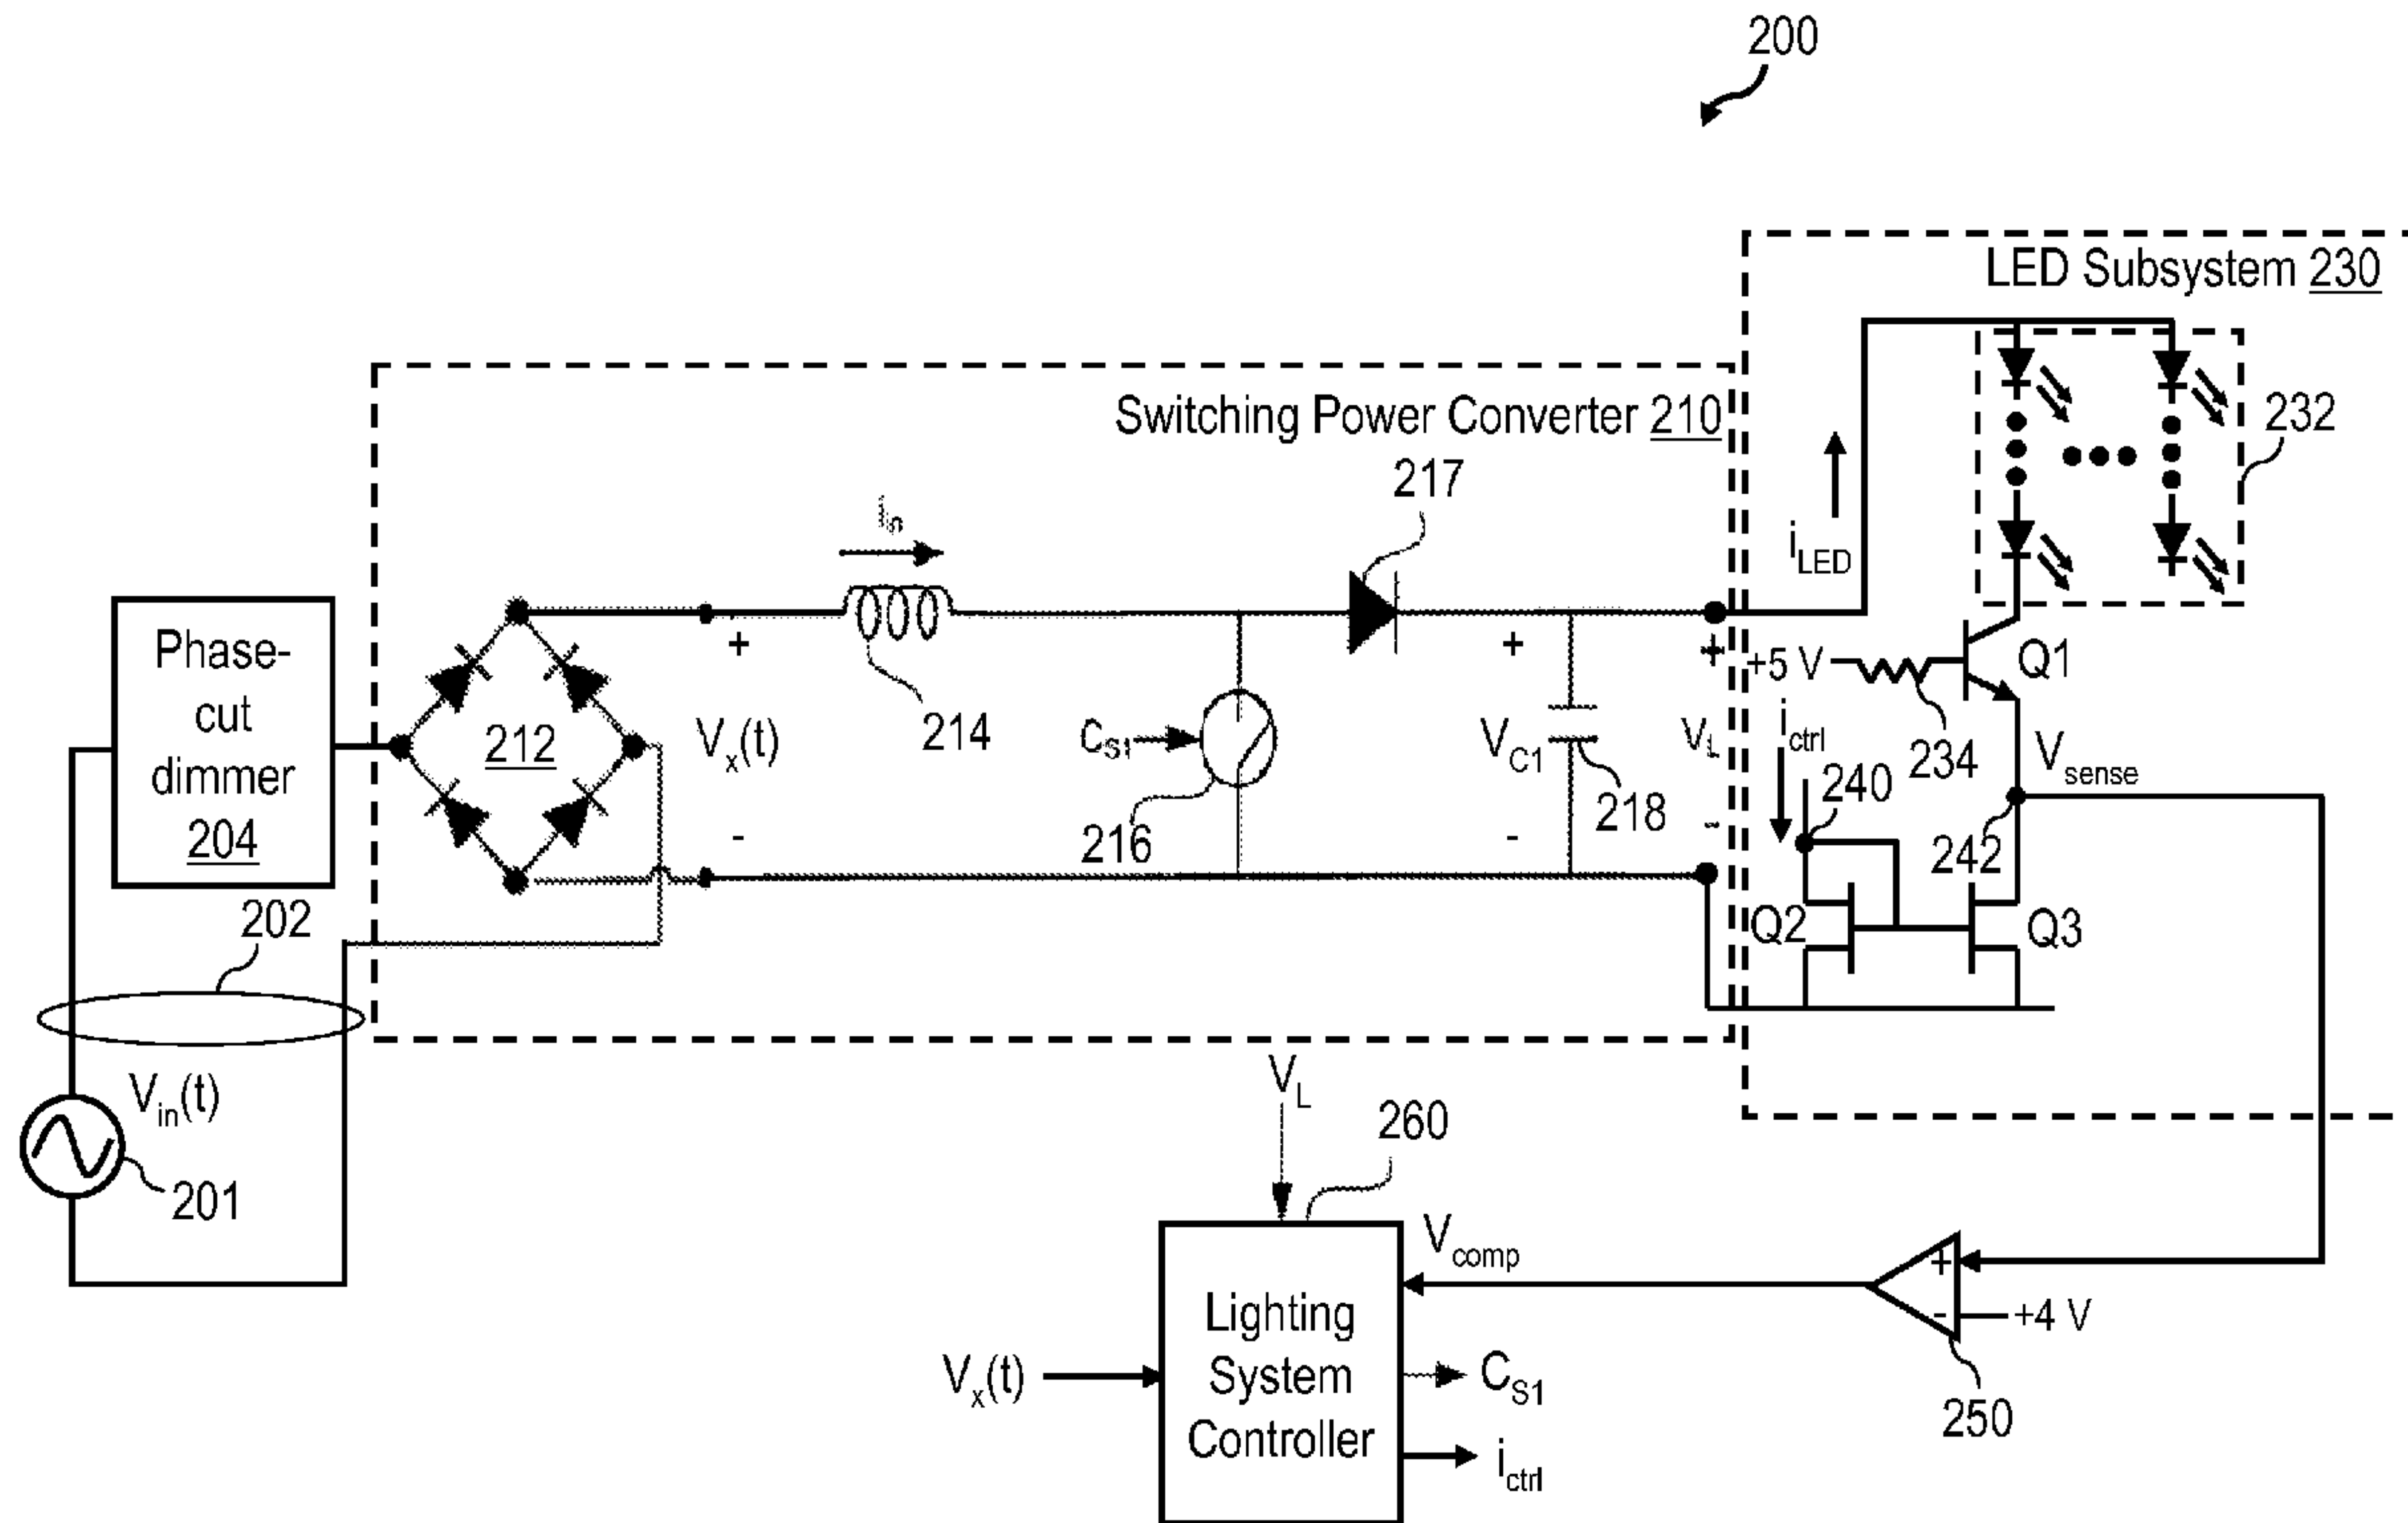 200
LED Subsystem 230
Switching Power Converter 210
232
217
iin
iLED
Phase-
cut
dimmer
204
212
Vx(t)
+
-
214
CS1
216
+
VC1
-
218
+
VL
-
+5 V
Q1
234
ictrl
240
Vsense
242
Q2
Q3
202
Vin(t)
201
VL
260
Vcomp
+
-
+4 V
250
Lighting
System
Controller
Vx(t)
CS1
ictrl